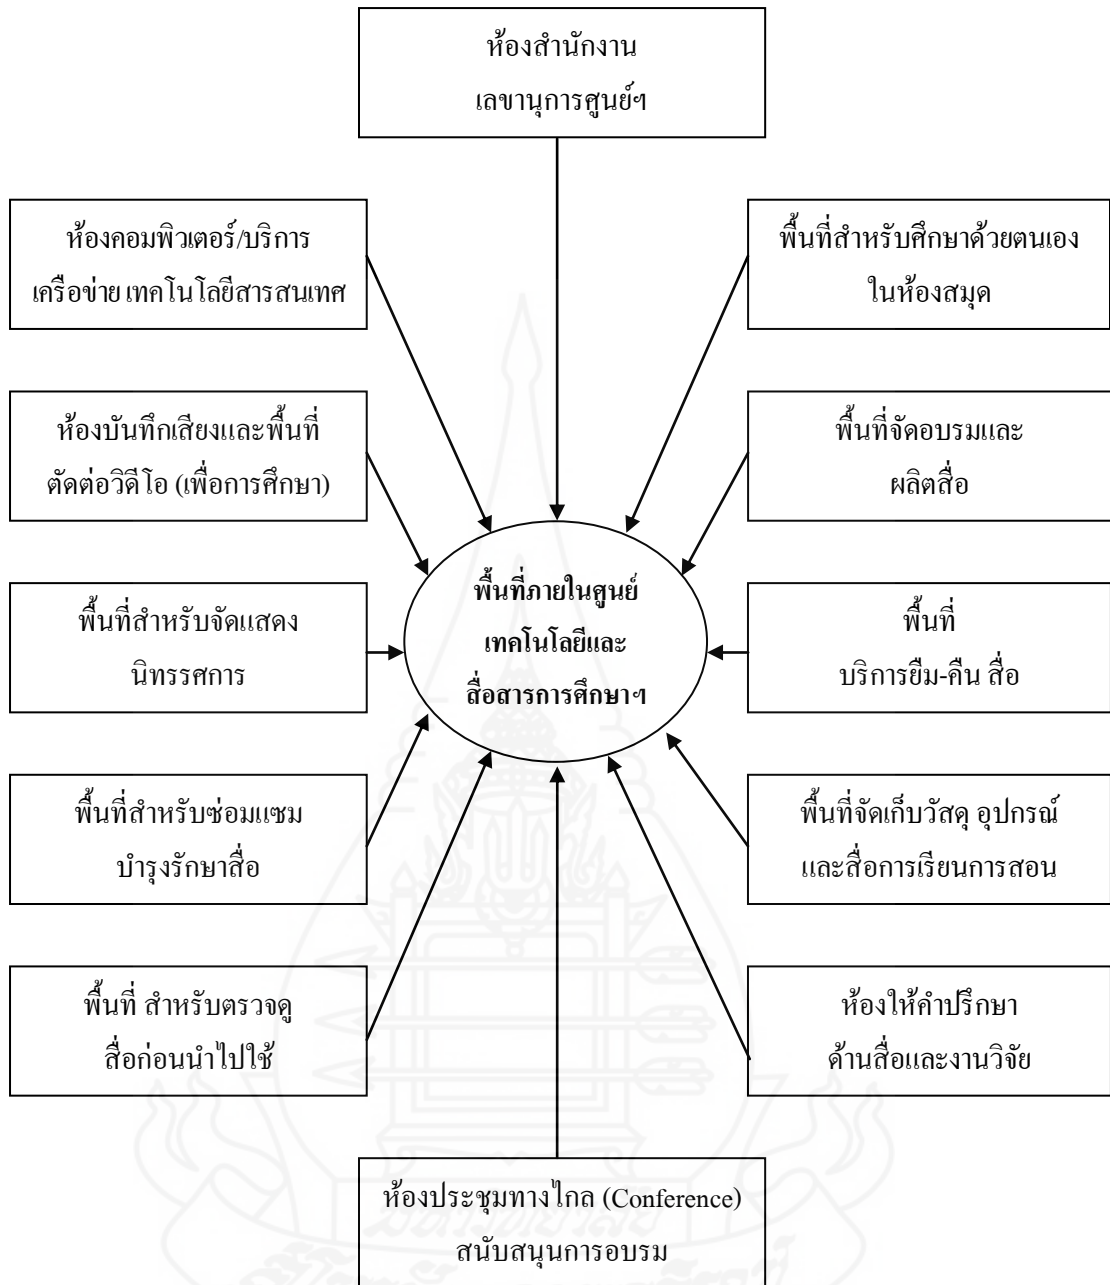 ห้องสำนักงาน
เลขานุการศูนย์ฯ
ห้องคอมพิวเตอร์/บริการ
เครือข่าย เทคโนโลยีสารสนเทศ
พื้นที่สำหรับศึกษาด้วยตนเอง
ในห้องสมุด
ห้องบันทึกเสียงและพื้นที่
ตัดต่อวิดีโอ (เพื่อการศึกษา)
พื้นที่จัดอบรมและ
ผลิตสื่อ
พื้นที่ภายในศูนย์
เทคโนโลยีและ
สื่อสารการศึกษาฯ
พื้นที่สำหรับจัดแสดง
นิทรรศการ
พื้นที่
บริการยืม-คืน สื่อ
พื้นที่สำหรับซ่อมแซม
บำรุงรักษาสื่อ
พื้นที่จัดเก็บวัสดุ อุปกรณ์
และสื่อการเรียนการสอน
พื้นที่ สำหรับตรวจดู
สื่อก่อนนำไปใช้
ห้องให้คำปรึกษา
ด้านสื่อและงานวิจัย
ห้องประชุมทางไกล (Conference)
สนับสนุนการอบรม